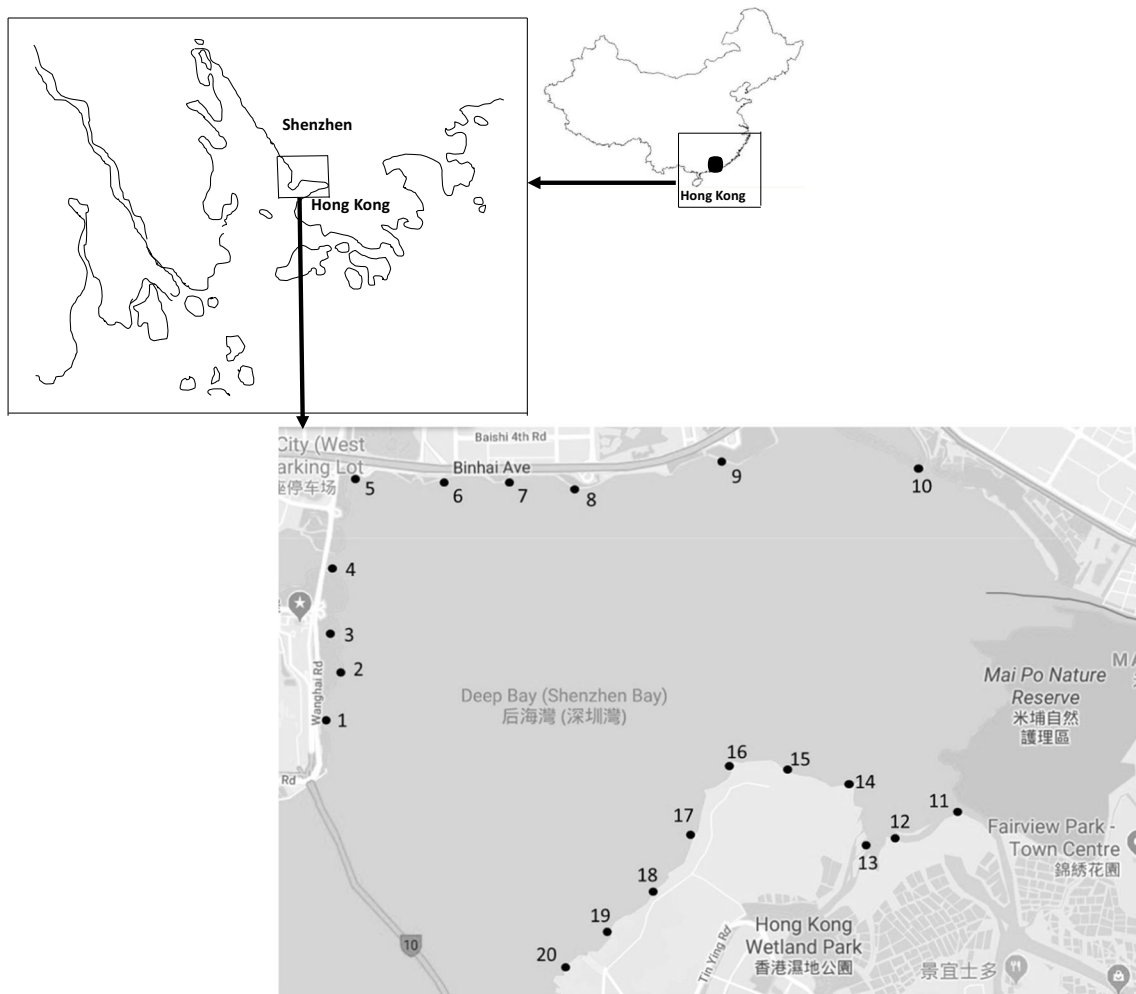 Shenzhen
Hong Kong
Hong Kong
City (West
arking Lot
座停车场
Baishi 4th Rd
Binhai Ave
5
6
7
8
9
10
4
3
2
1
Wanghai Rd
Rd
Deep Bay (Shenzhen Bay)
后海灣 (深圳灣)
Mai Po Nature
Reserve
米埔自然
護理區
MA
16
15
14
17
11
12
13
18
19
20
Fairview Park -
Town Centre
錦綉花園
10
Tin Ying Rd
Hong Kong
Wetland Park
香港濕地公園
景宜士多